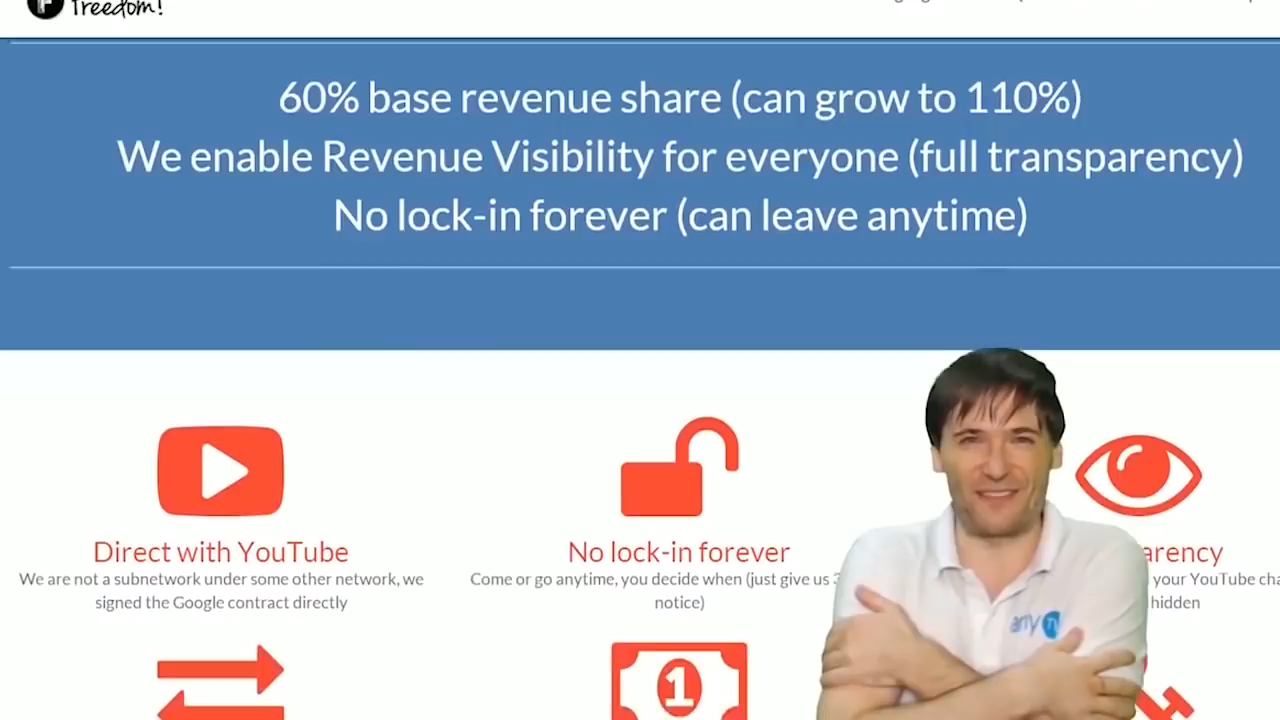 Freedom!
60% base revenue share (can grow to 110%)
We enable Revenue Visibility for everyone (full transparency)
No lock-in forever (can leave anytime)
Direct with YouTube
We are not a subnetwork under some other network, we
signed the Google contract directly
No lock-in forever
Come or go anytime, you decide when (just give us
notice)
your YouTube
hidden
any
1